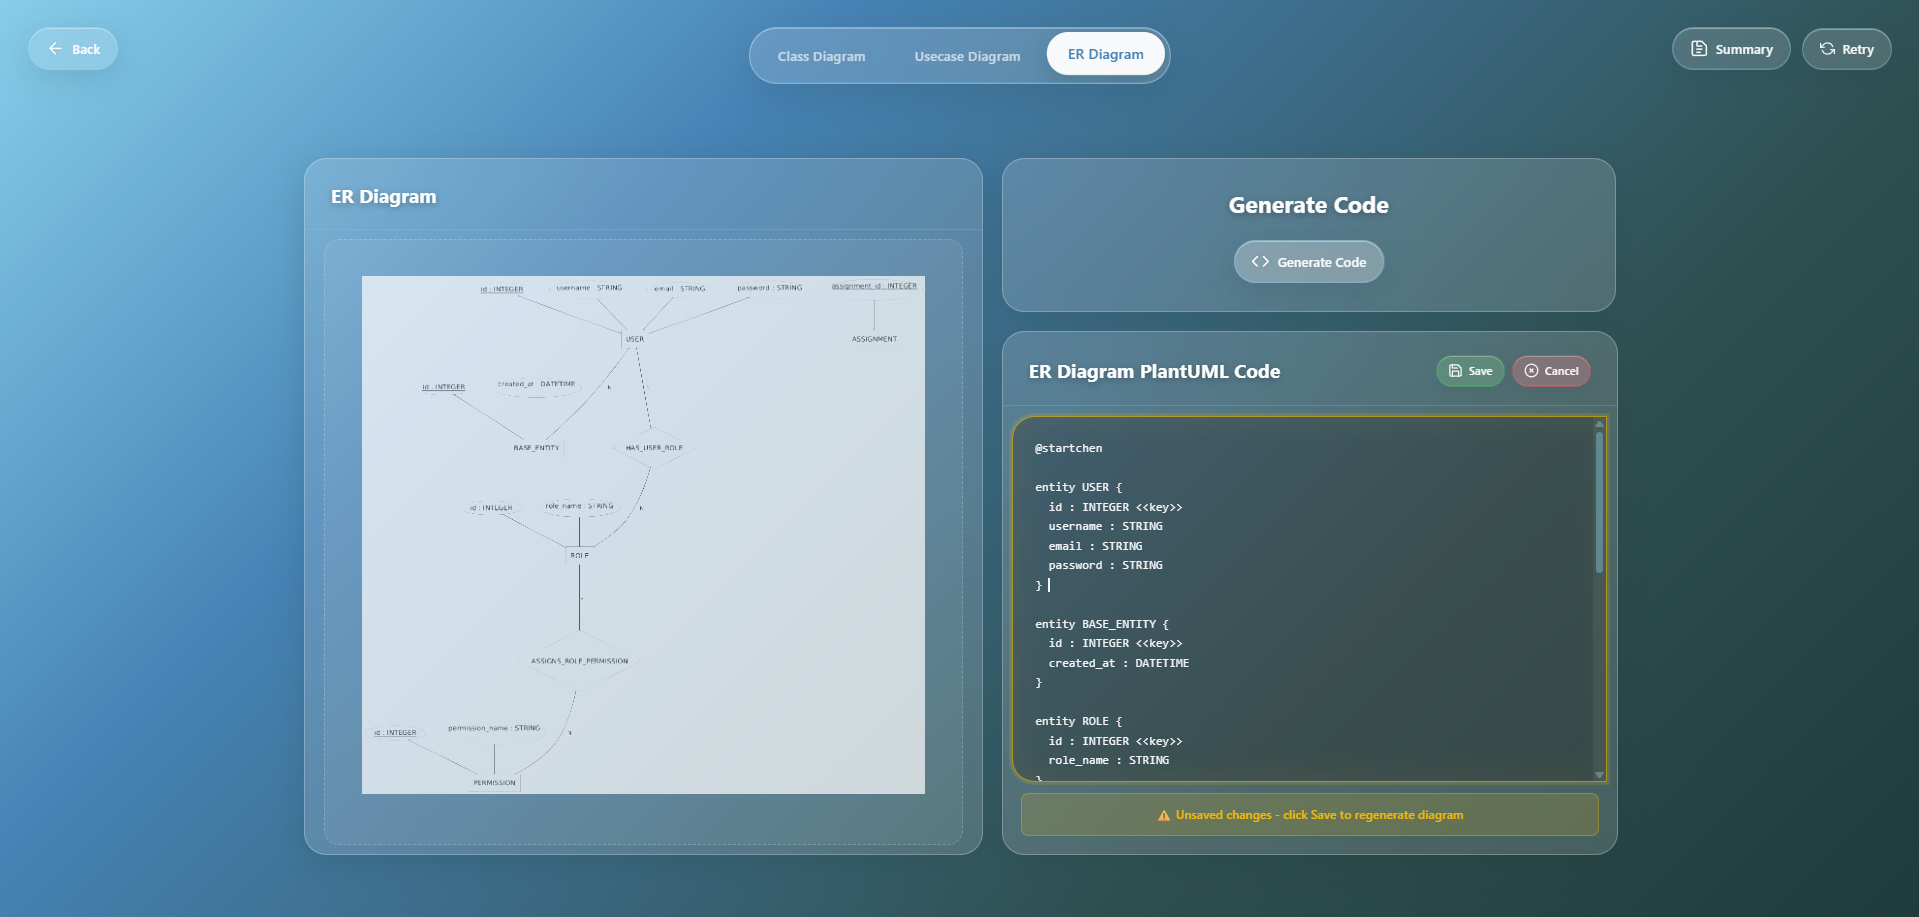 Back
Class Diagram
Usecase Diagram
ER Diagram
Summary
Retry
ER Diagram
id : INTEGER
username : STRING
email : STRING
password : STRING
assignment_id : INTEGER
USER
ASSIGNMENT
id : INTEGER
created_at : DATETIME
N
BASE_ENTITY
HAS_USER_ROLE
id : INTEGER
role_name : STRING
N
ROLE
ASSIGNS_ROLE_PERMISSION
id : INTEGER
permission_name : STRING
N
PERMISSION
Generate Code
Generate Code
ER Diagram PlantUML Code
Save
Cancel
@startchen
entity USER {
id : INTEGER <<key>>
username : STRING
email : STRING
password : STRING
}
entity BASE_ENTITY {
id : INTEGER <<key>>
created_at : DATETIME
}
entity ROLE {
id : INTEGER <<key>>
role_name : STRING
}
Unsaved changes - click Save to regenerate diagram